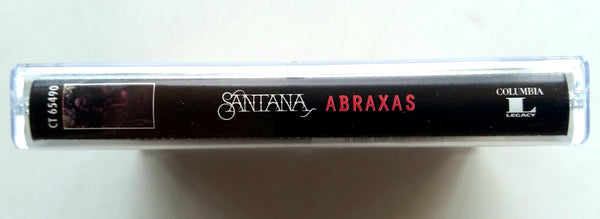 CT 65490
SANTANA ABRAXAS
COLUMBIA
L
LEGACY